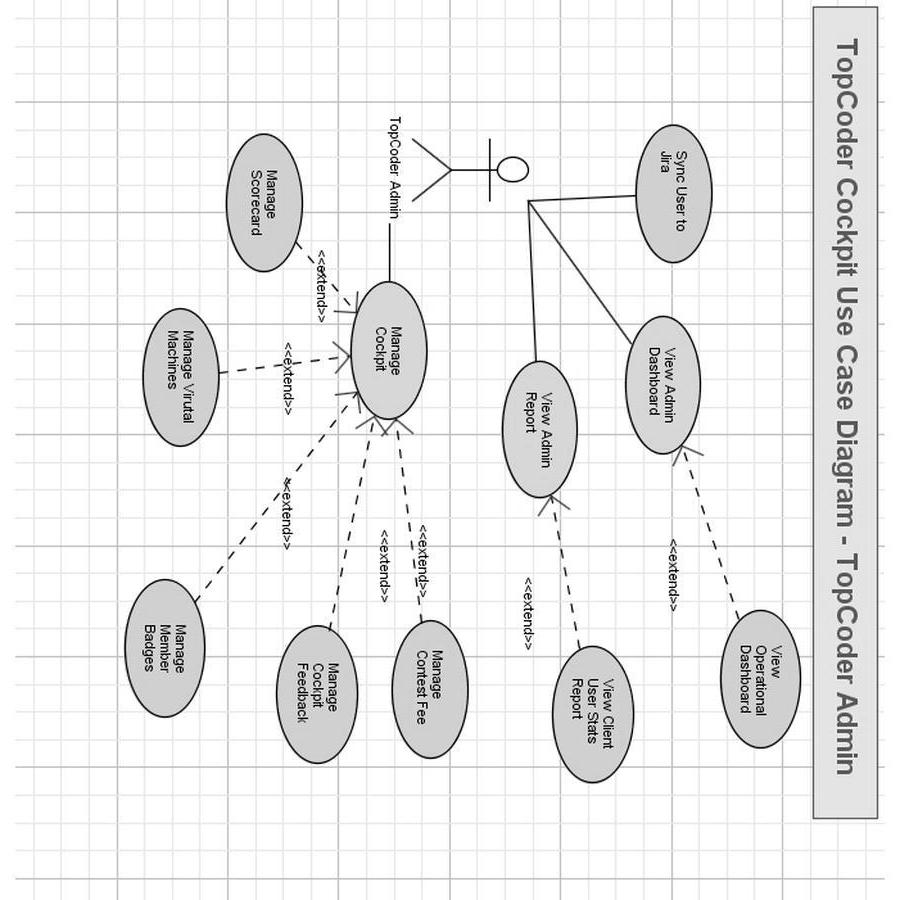 TopCoder Cockpit Use Case Diagram - TopCoder Admin
Sync User to
Jira
View Admin
Dashboard
View
Operational
Dashboard
<<extend>>
View Admin
Report
View Client
User Stats
Report
<<extend>>
TopCoder Admin
Manage
Cockpit
Manage
Contest Fee
<<extend>>
Manage
Cockpit
Feedback
<<extend>>
Manage
Scorecard
<<extend>>
Manage Virutal
Machines
<<extend>>
Manage
Member
Badges
<<extend>>